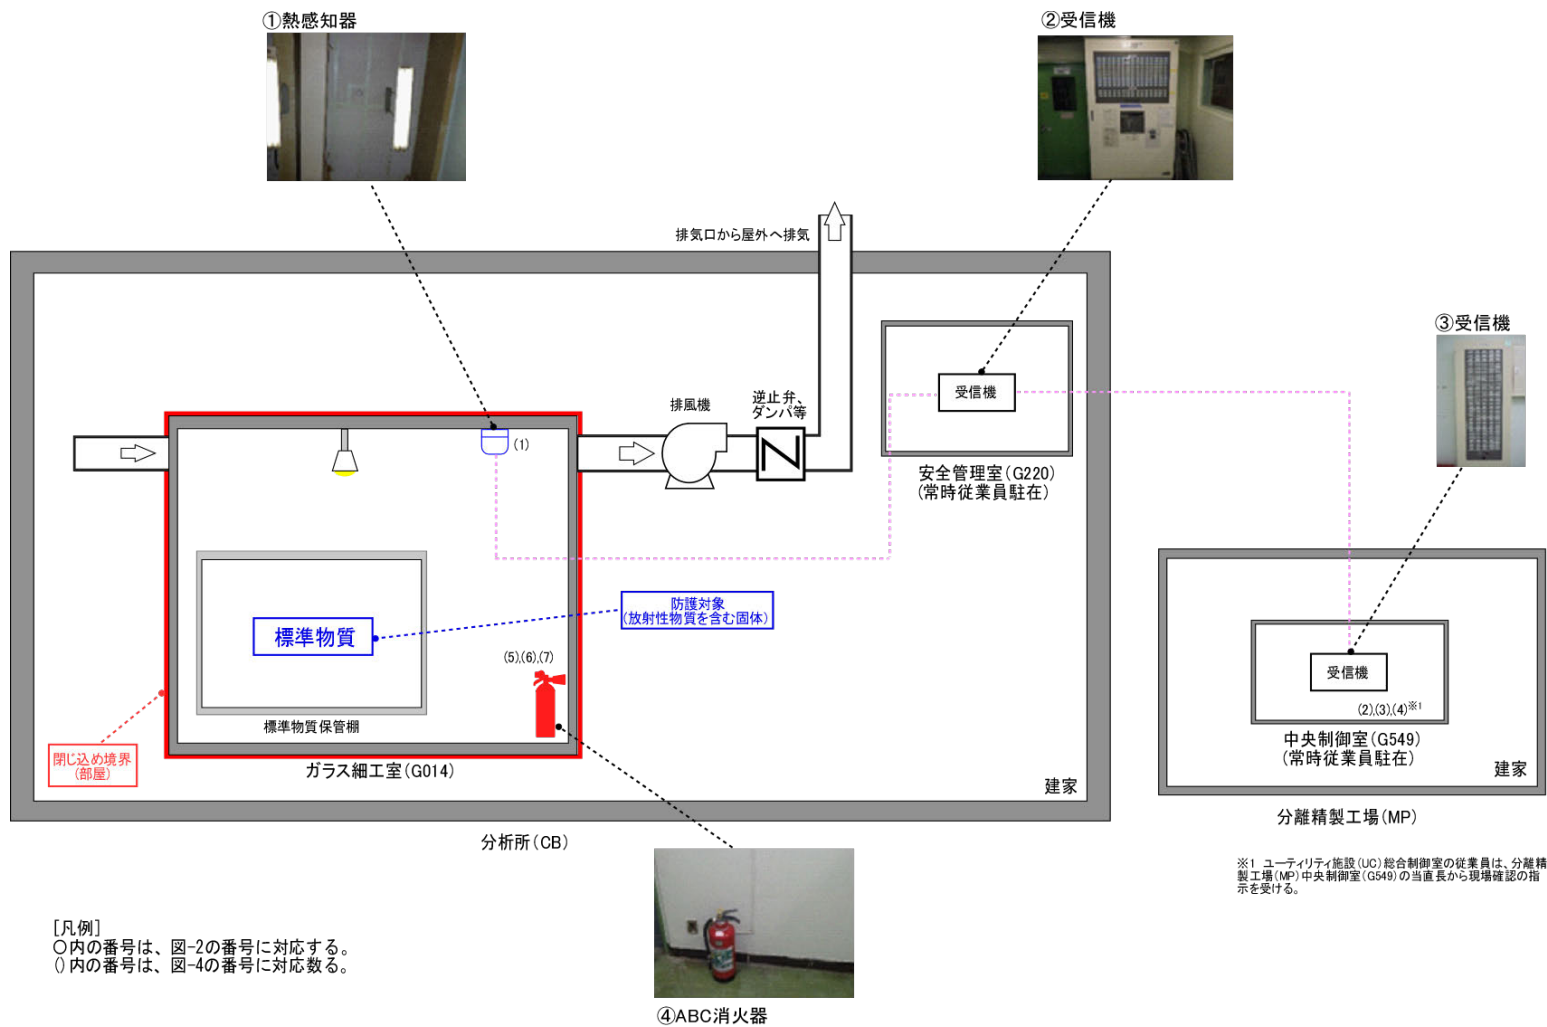 ①熱感知器
②受信機
排気口から屋外へ排気
③受信機
排風機
逆止弁、
ダンパ等
受信機
(1)
安全管理室(G220)
(常時従業員駐在)
防護対象
(放射性物質を含む固体)
標準物質
(5),(6),(7)
標準物質保管棚
閉じ込め境界
(部屋)
ガラス細工室(G014)
建家
分析所(CB)
受信機
(2),(3),(4)※1
中央制御室(G549)
(常時従業員駐在)
建家
分離精製工場(MP)
※1 ユーティリティ施設(UC)総合制御室の従業員は、分離精
製工場(MP)中央制御室(G549)の当直長から現場確認の指
示を受ける。
[凡例]
○内の番号は、図-2の番号に対応する。
()内の番号は、図-4の番号に対応数る。
④ABC消火器